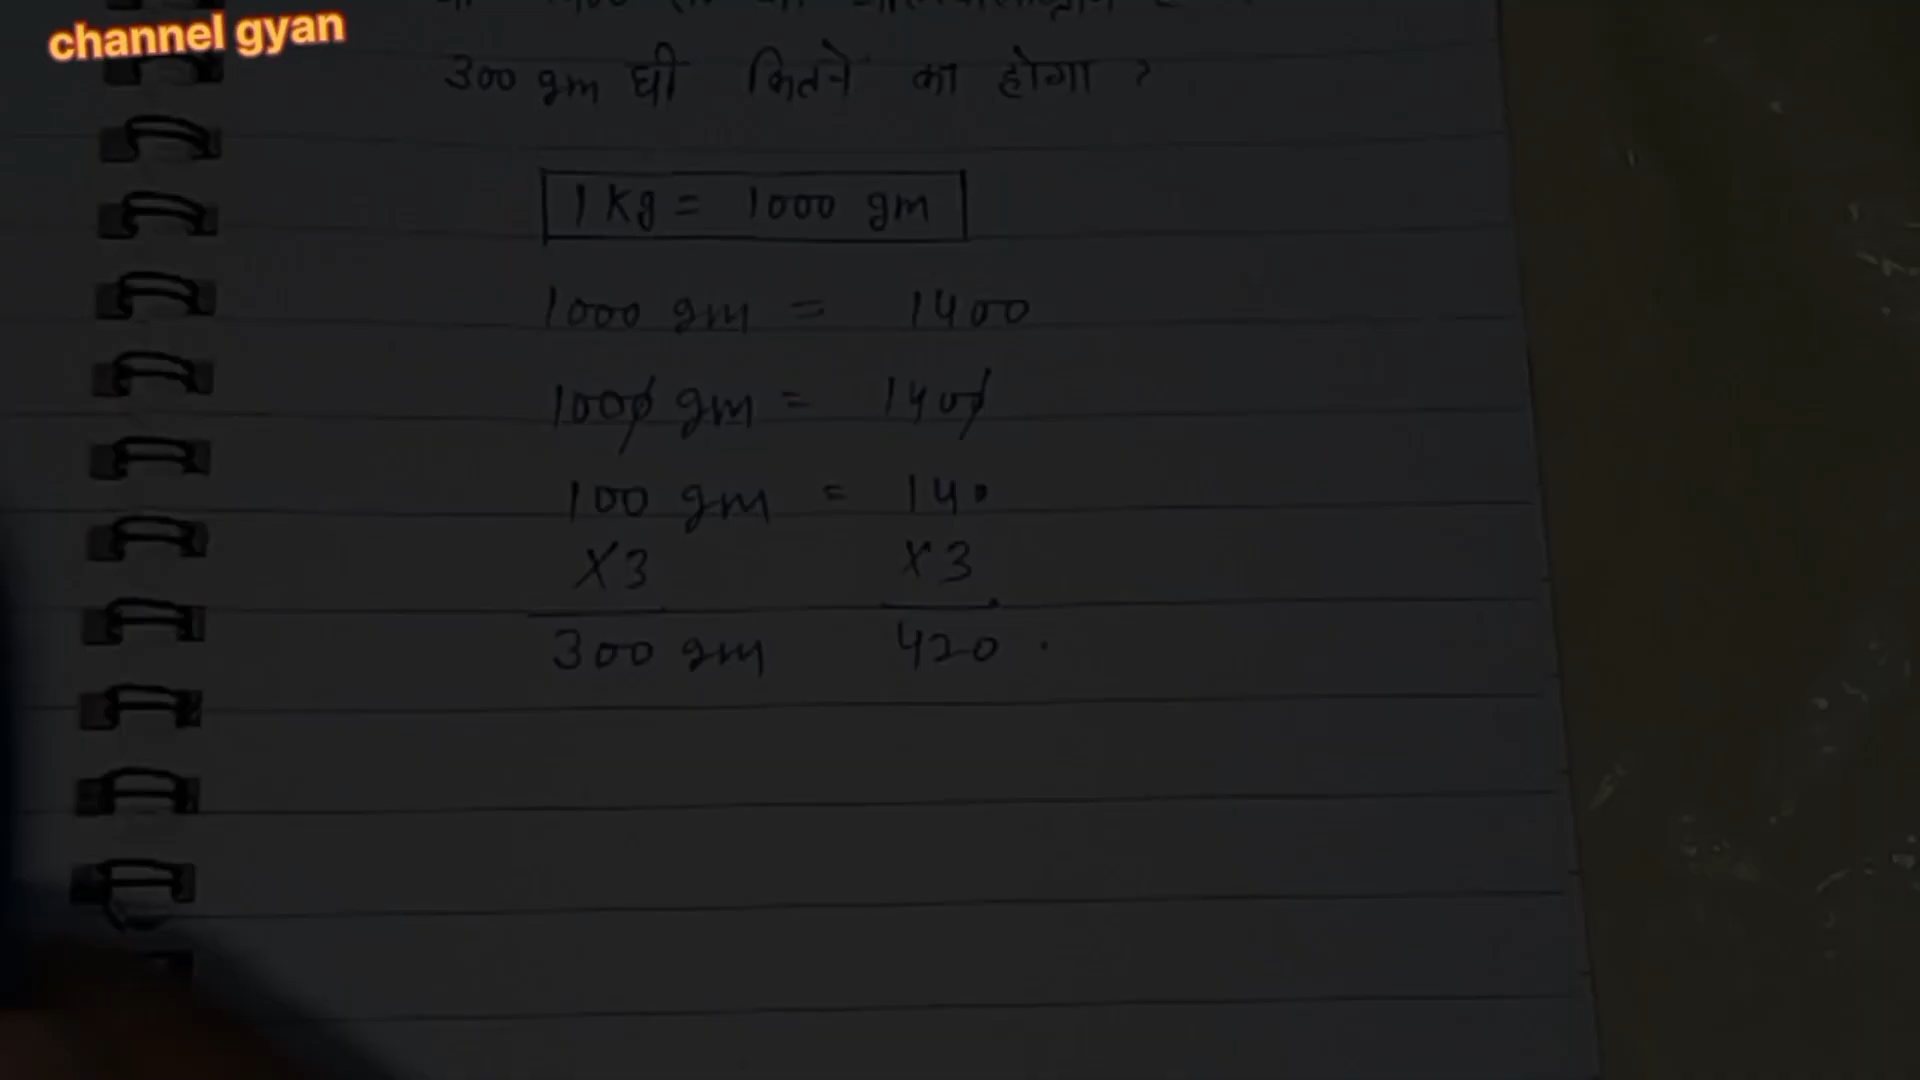 channel gyan
300 gm घी कितने का होगा ?
1 Kg = 1000 gm
1000 gm = 1400
1000 gm = 1400
100 gm = 140
X3 X3
300 gm 420 .